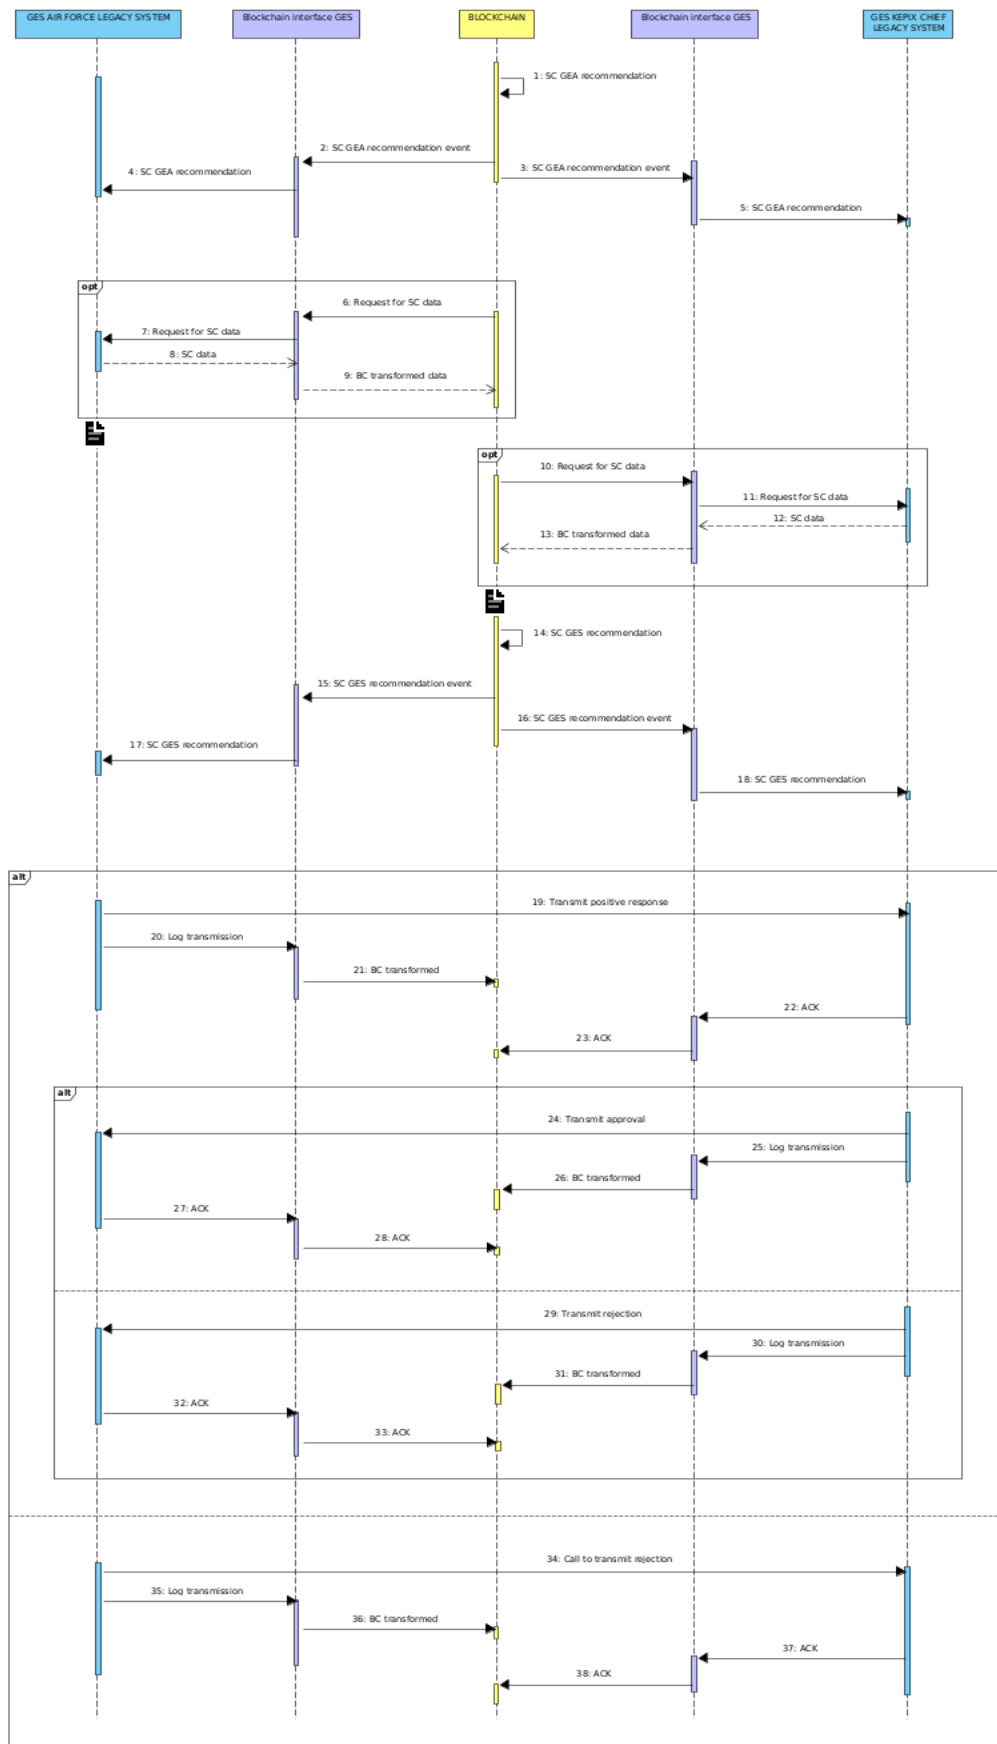 GES AIR FORCE LEGACY SYSTEM
Blockchain interface GES
BLOCKCHAIN
Blockchain interface GES
GES KEPIX CHIEF
LEGACY SYSTEM
1: SC GEA recommendation
2: SC GEA recommendation event
3: SC GEA recommendation event
4: SC GEA recommendation
5: SC GEA recommendation
opt
6: Request for SC data
7: Request for SC data
8: SC data
9: BC transformed data
opt
10: Request for SC data
11: Request for SC data
12: SC data
13: BC transformed data
14: SC GES recommendation
15: SC GES recommendation event
16: SC GES recommendation event
17: SC GES recommendation
18: SC GES recommendation
alt
19: Transmit positive response
20: Log transmission
21: BC transformed
22: ACK
23: ACK
alt
24: Transmit approval
25: Log transmission
26: BC transformed
27: ACK
28: ACK
29: Transmit rejection
30: Log transmission
31: BC transformed
32: ACK
33: ACK
34: Call to transmit rejection
35: Log transmission
36: BC transformed
37: ACK
38: ACK